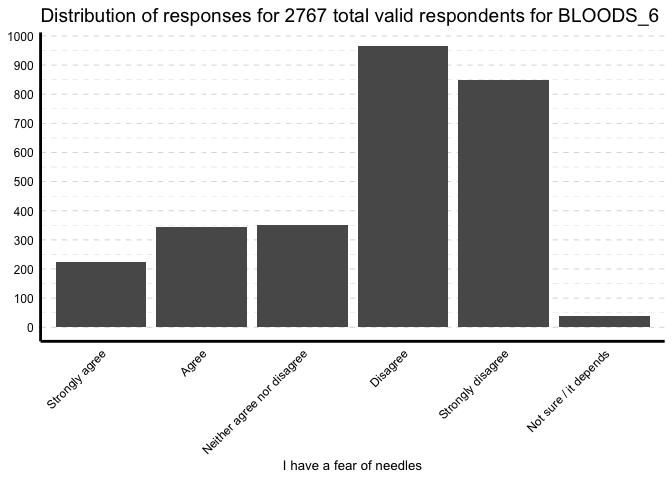 Distribution of responses for 2767 total valid respondents for BLOODS_6
1000
900
800
700
600
500
400
300
200
100
0
Strongly agree
Agree
Neither agree nor disagree
Disagree
Strongly disagree
Not sure / it depends
I have a fear of needles